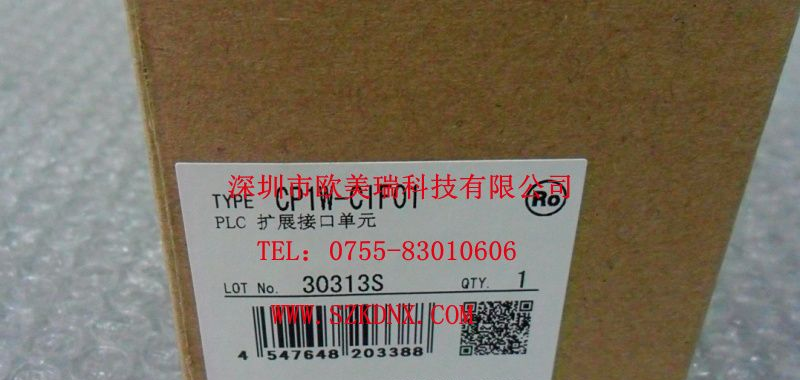 深圳市欧美瑞科技有限公司
TYPE CP1W-CIF01
Ro
PLC 扩展接口单元
TEL：0755-83010606
LOT No. 30313S QTY. 1
WWW.SZKDNX.COM
4 547648 203388